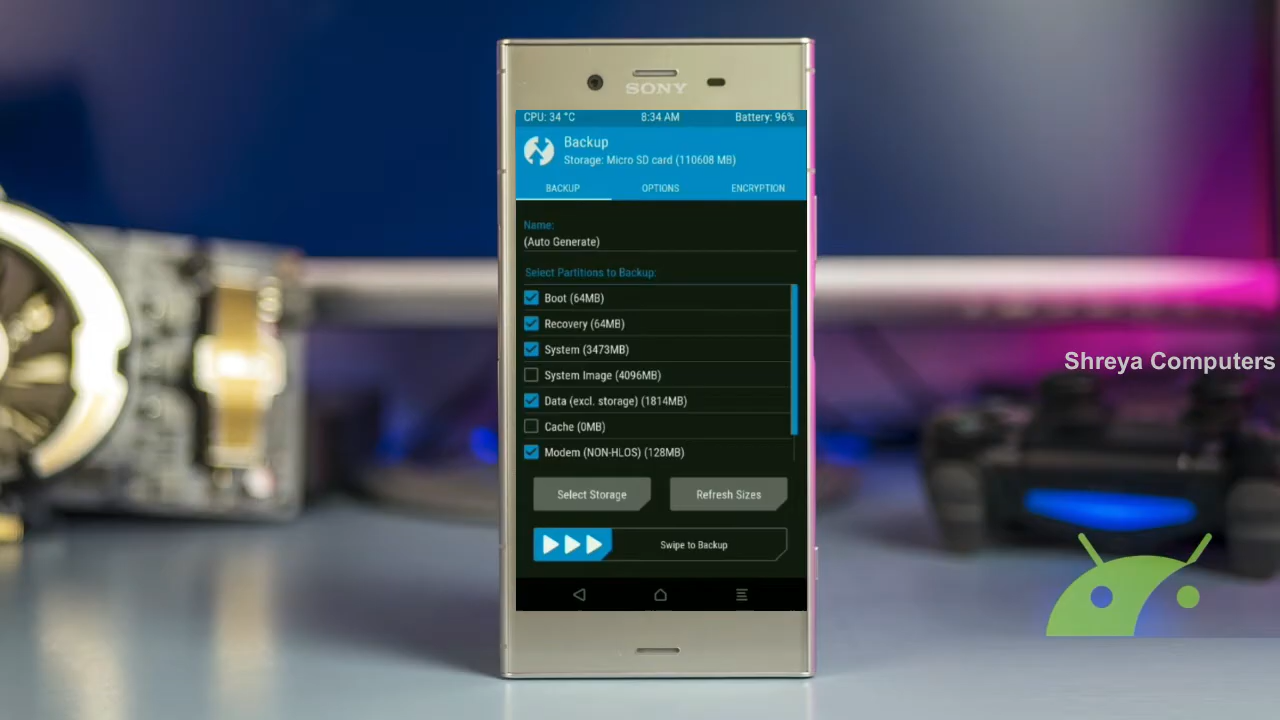 SONY
CPU: 34 °C 8:34 AM Battery: 96%
Backup
Storage: Micro SD card (110608 MB)
BACKUP OPTIONS ENCRYPTION
Name:
(Auto Generate)
Select Partitions to Backup:
Boot (64MB)
Recovery (64MB)
System (3473MB)
System Image (4096MB)
Data (excl. storage) (1814MB)
Cache (0MB)
Modem (NON-HLOS) (128MB)
Select Storage Refresh Sizes
Swipe to Backup
Shreya Computers